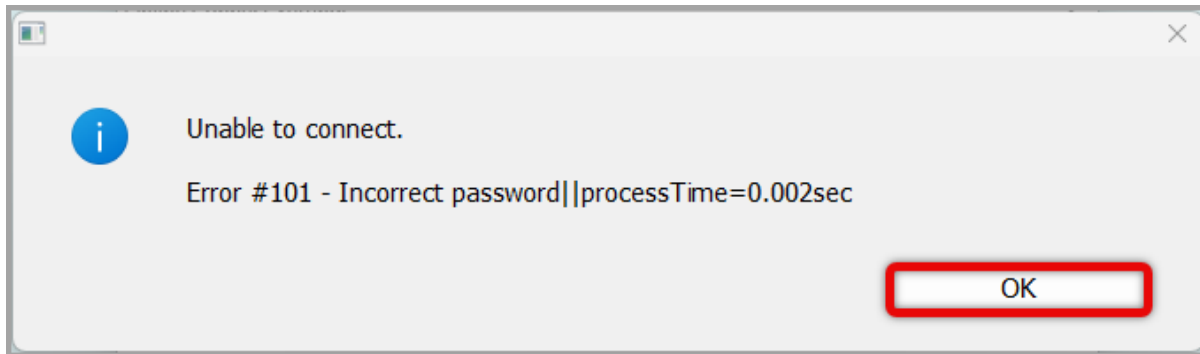 Unable to connect.
Error #101 - Incorrect password||processTime=0.002sec
OK